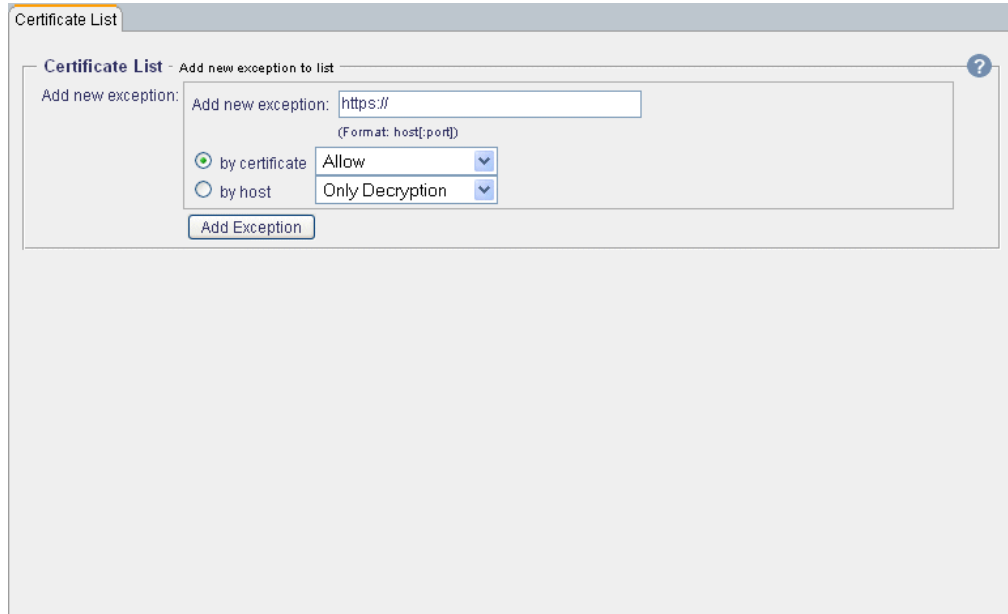 Certificate List
Certificate List - Add new exception to list
?
Add new exception:
Add new exception: https://
(Format: host[:port])
by certificate Allow
by host Only Decryption
Add Exception